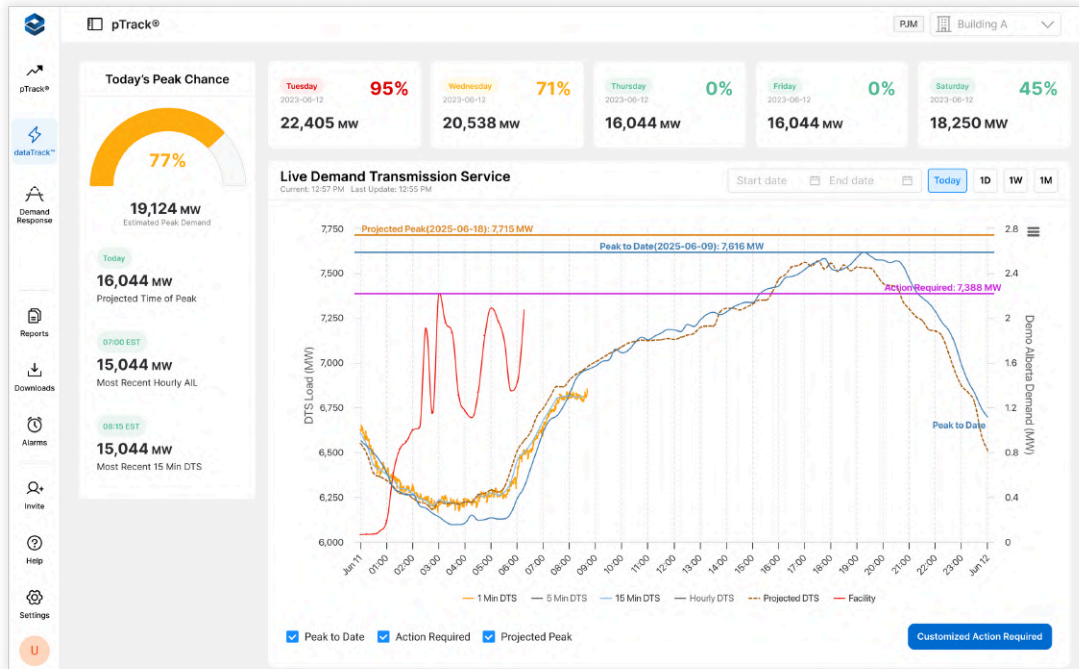 pTrack®
PJM
Building A
pTrack®
dataTrack™
Demand
Response
Reports
Downloads
Alarms
Invite
Help
Settings
U
Today's Peak Chance
77%
19,124 MW
Estimated Peak Demand
Today
16,044 MW
Projected Time of Peak
07:00 EST
15,044 MW
Most Recent Hourly AIL
08:15 EST
15,044 MW
Most Recent 15 Min DTS
Tuesday
2023-06-12
95%
22,405 MW
Wednesday
2023-06-12
71%
20,538 MW
Thursday
2023-06-12
0%
16,044 MW
Friday
2023-06-12
0%
16,044 MW
Saturday
2023-06-12
45%
18,250 MW
Live Demand Transmission Service
Current: 12:57 PM Last Update: 12:55 PM
Start date
End date
Today
1D
1W
1M
Projected Peak(2025-06-18): 7,715 MW
Peak to Date(2025-06-09): 7,616 MW
Action Required: 7,388 MW
Peak to Date
DTS Load (MW)
7,750
7,500
7,250
7,000
6,750
6,500
6,250
6,000
Demo Alberta Demand (MW)
2.8
2.4
2
1.6
1.2
0.8
0.4
0
Jun 11 01:00 02:00 03:00 04:00 05:00 06:00 07:00 08:00 09:00 10:00 11:00 12:00 13:00 14:00 15:00 16:00 17:00 18:00 19:00 20:00 21:00 22:00 23:00 Jun 12
1 Min DTS 5 Min DTS 15 Min DTS Hourly DTS Projected DTS Facility
Peak to Date Action Required Projected Peak
Customized Action Required